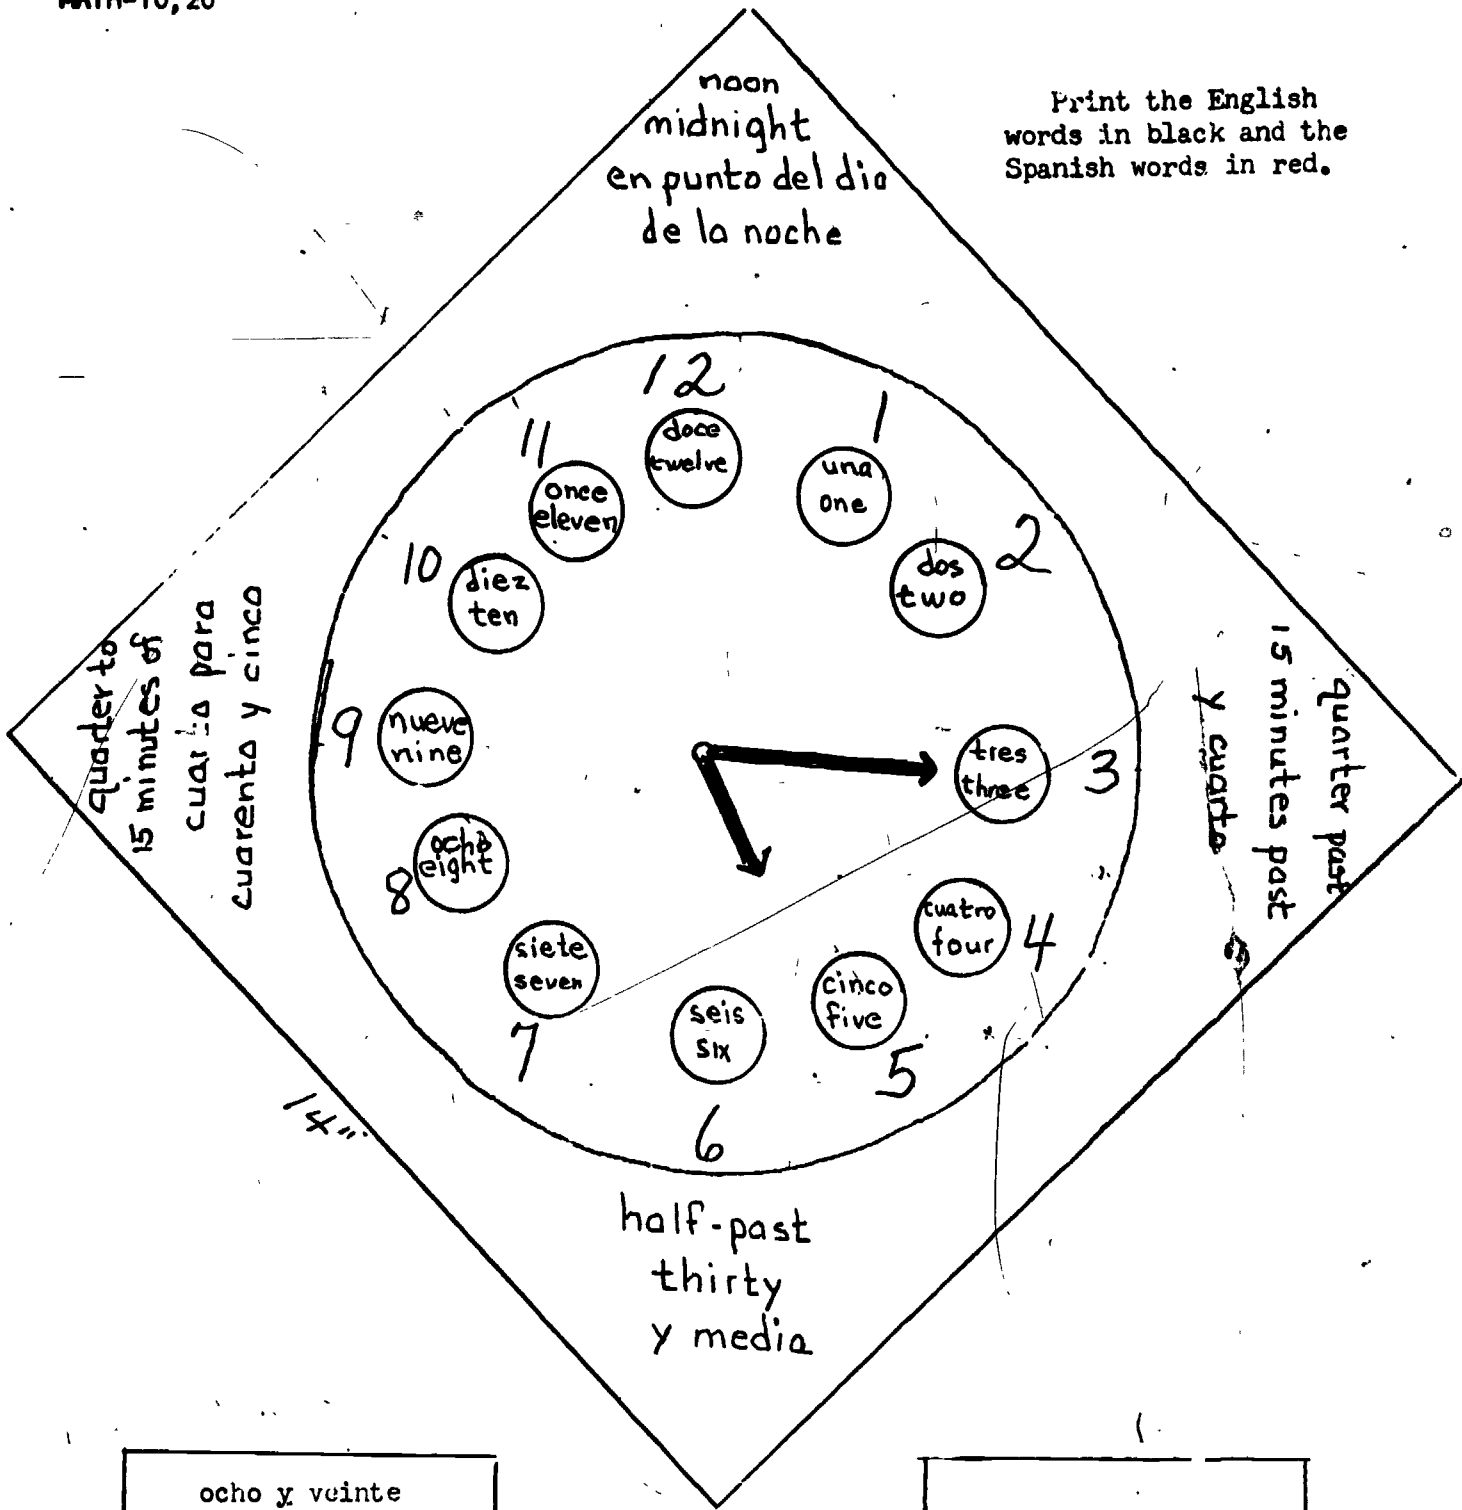 MATH-10,20
Print the English
words in black and the
Spanish words in red.
noon
midnight
en punto del dia
de la noche
12
doce
twelve
1
una
one
2
dos
two
3
tres
three
4
cuatro
four
5
cinco
five
6
seis
six
7
siete
seven
8
ocho
eight
9
nueve
nine
10
diez
ten
11
once
eleven
quarter past
15 minutes past
y cuarto
half-past
thirty
y media
quarter to
15 minutes of
cuarto para
cuarenta y cinco
14"
ocho y veinte